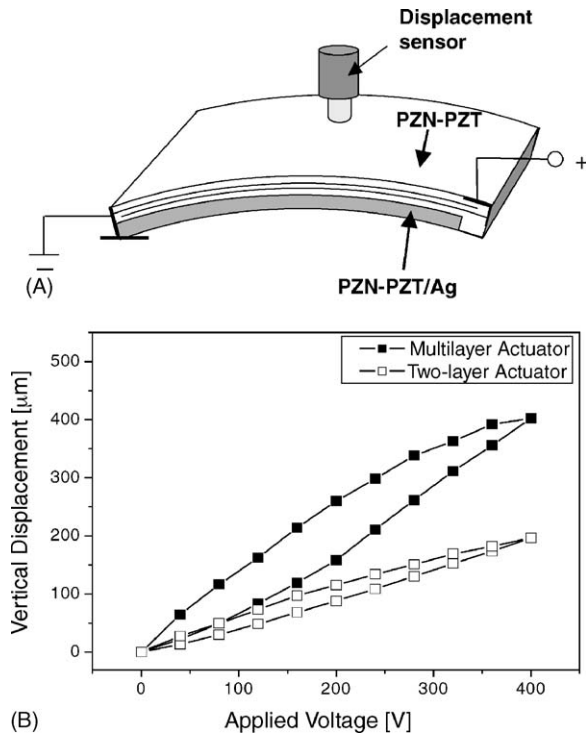 Displacement
sensor
PZN-PZT
+
−
(A)
PZN-PZT/Ag
Multilayer Actuator
Two-layer Actuator
500
400
300
200
100
0
Vertical Displacement [μm]
0 100 200 300 400
(B)
Applied Voltage [V]